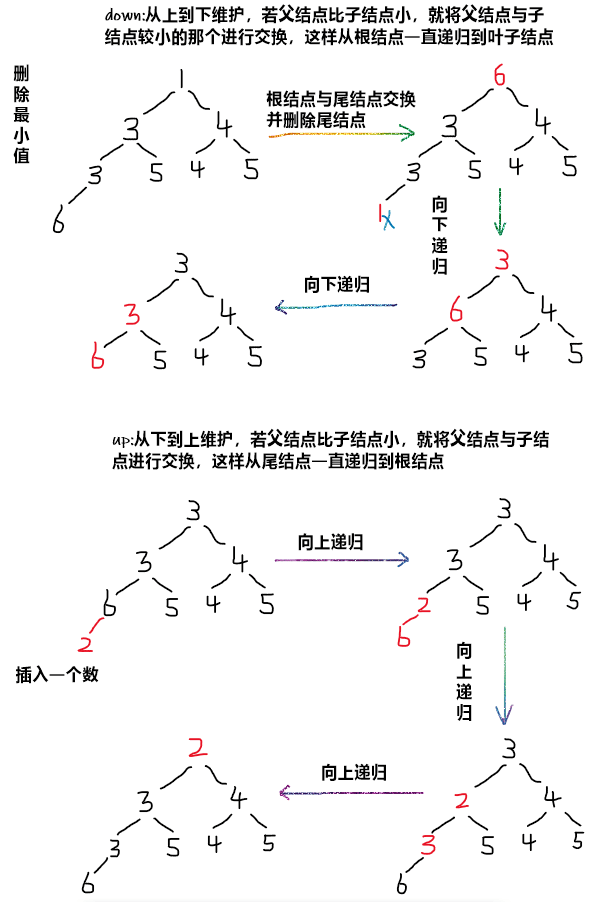 down:从上到下维护，若父结点比子结点小，就将父结点与子
结点较小的那个进行交换，这样从根结点一直递归到叶子结点
删除最小值
1
3 4
3 5 4 5
6
根结点与尾结点交换
并删除尾结点
6
3 4
3 5 4 5
1x
向下递归
3
6 4
3 5 4 5
向下递归
3
3 4
6 5 4 5
up:从下到上维护，若父结点比子结点小，就将父结点与子结
点进行交换，这样从尾结点一直递归到根结点
3
3 4
6 5 4 5
2
插入一个数
向上递归
3
3 4
2 5 4 5
6
向上递归
3
2 4
3 5 4 5
6
向上递归
2
3 4
3 5 4 5
6